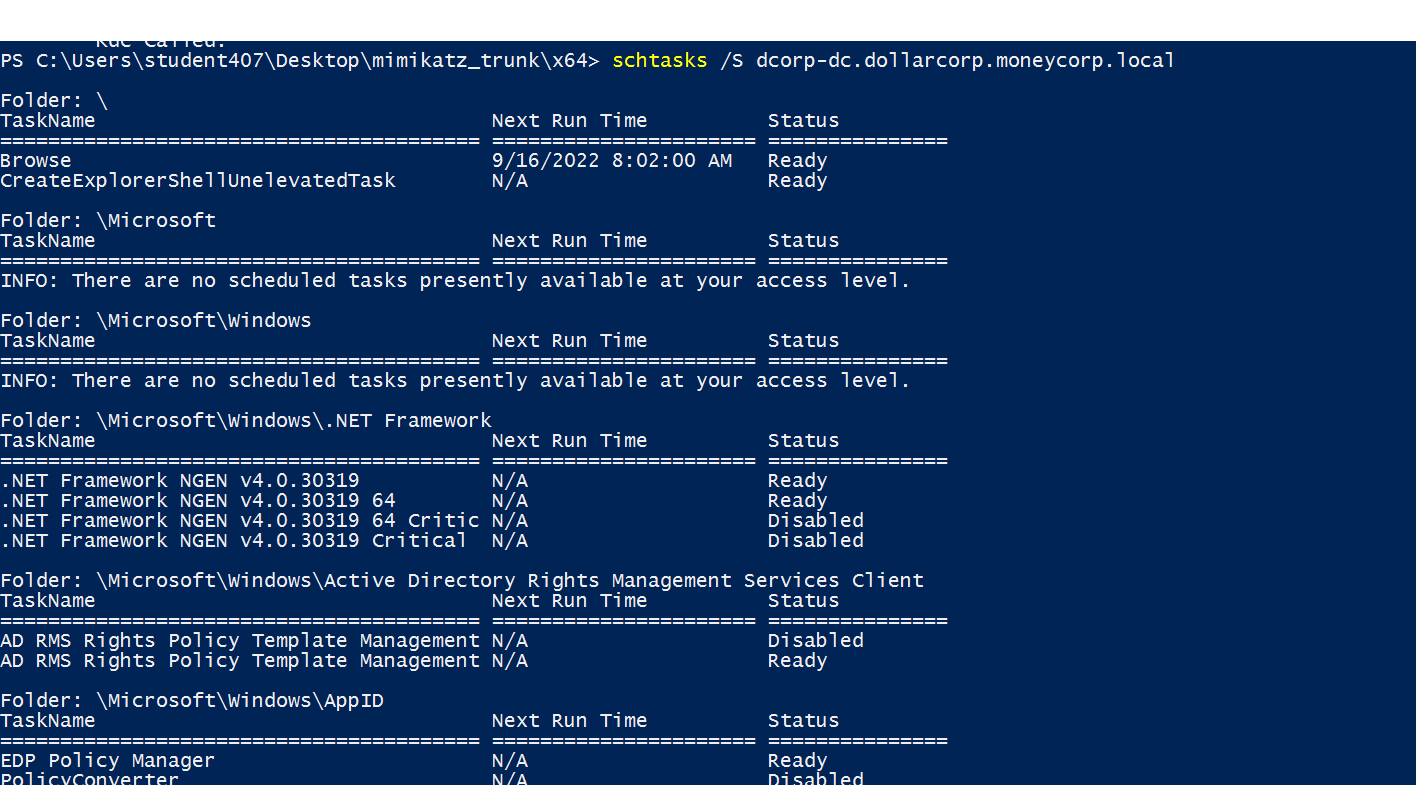 Kdc Called:
PS C:\Users\student407\Desktop\mimikatz_trunk\x64> schtasks /S dcorp-dc.dollarcorp.moneycorp.local
Folder: \
TaskName                                 Next Run Time          Status
======================================== ====================== ===============
Browse                                   9/16/2022 8:02:00 AM   Ready
CreateExplorerShellUnelevatedTask        N/A                    Ready
Folder: \Microsoft
TaskName                                 Next Run Time          Status
======================================== ====================== ===============
INFO: There are no scheduled tasks presently available at your access level.
Folder: \Microsoft\Windows
TaskName                                 Next Run Time          Status
======================================== ====================== ===============
INFO: There are no scheduled tasks presently available at your access level.
Folder: \Microsoft\Windows\.NET Framework
TaskName                                 Next Run Time          Status
======================================== ====================== ===============
.NET Framework NGEN v4.0.30319           N/A                    Ready
.NET Framework NGEN v4.0.30319 64        N/A                    Ready
.NET Framework NGEN v4.0.30319 64 Critic N/A                    Disabled
.NET Framework NGEN v4.0.30319 Critical  N/A                    Disabled
Folder: \Microsoft\Windows\Active Directory Rights Management Services Client
TaskName                                 Next Run Time          Status
======================================== ====================== ===============
AD RMS Rights Policy Template Management N/A                    Disabled
AD RMS Rights Policy Template Management N/A                    Ready
Folder: \Microsoft\Windows\AppID
TaskName                                 Next Run Time          Status
======================================== ====================== ===============
EDP Policy Manager                       N/A                    Ready
PolicyConverter                          N/A                    Disabled